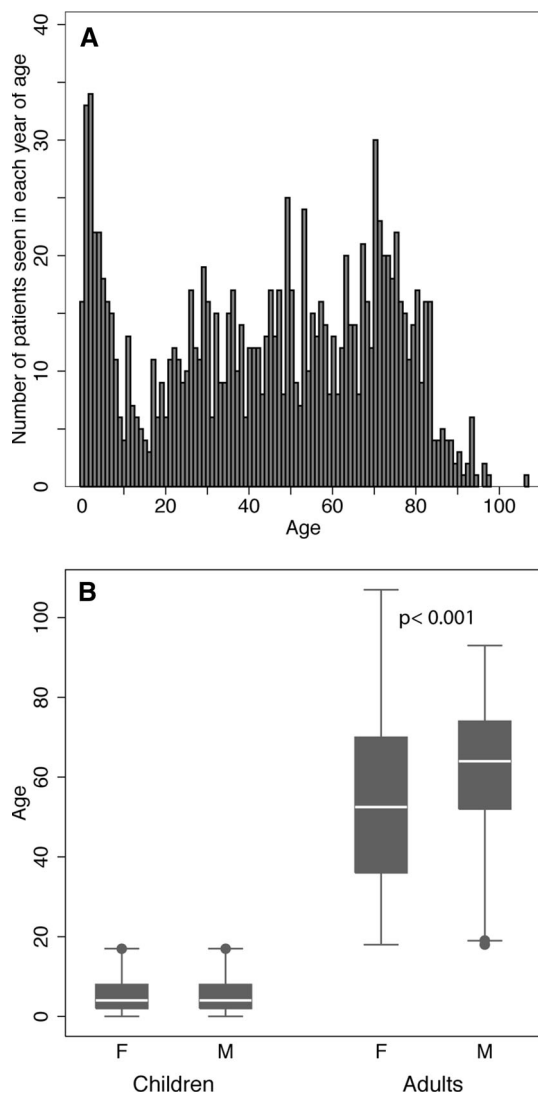 A
Number of patients seen in each year of age
40
30
20
10
0
0 20 40 60 80 100
Age
B
p< 0.001
Age
100
80
60
40
20
0
F M F M
Children Adults